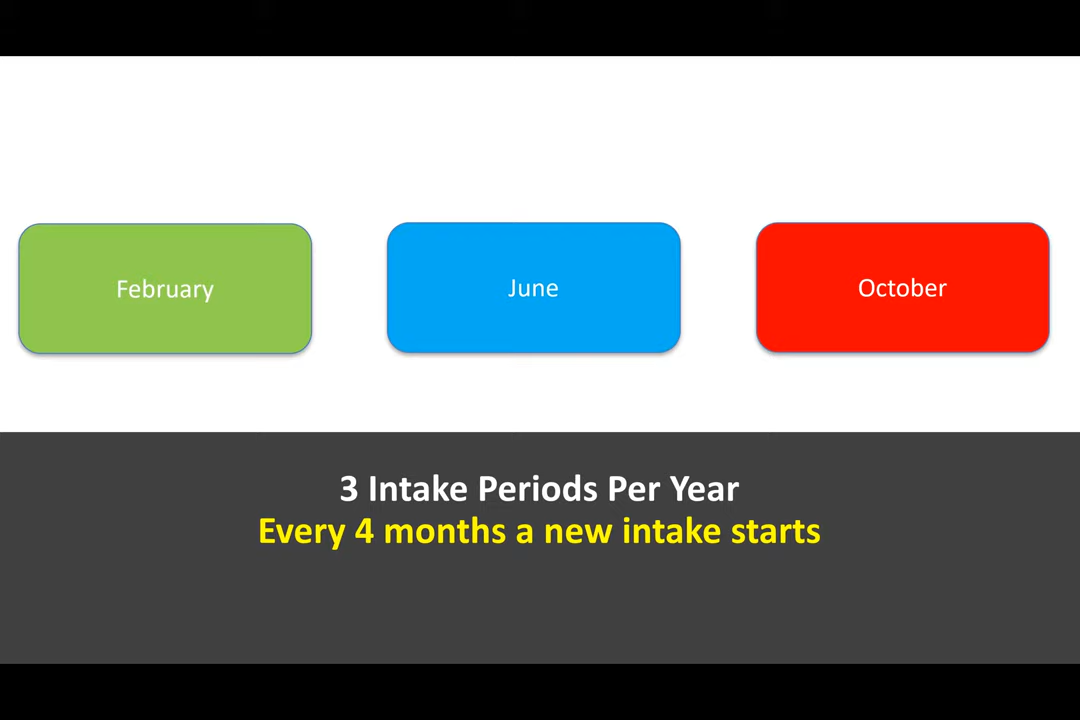 February
June
October
3 Intake Periods Per Year
Every 4 months a new intake starts